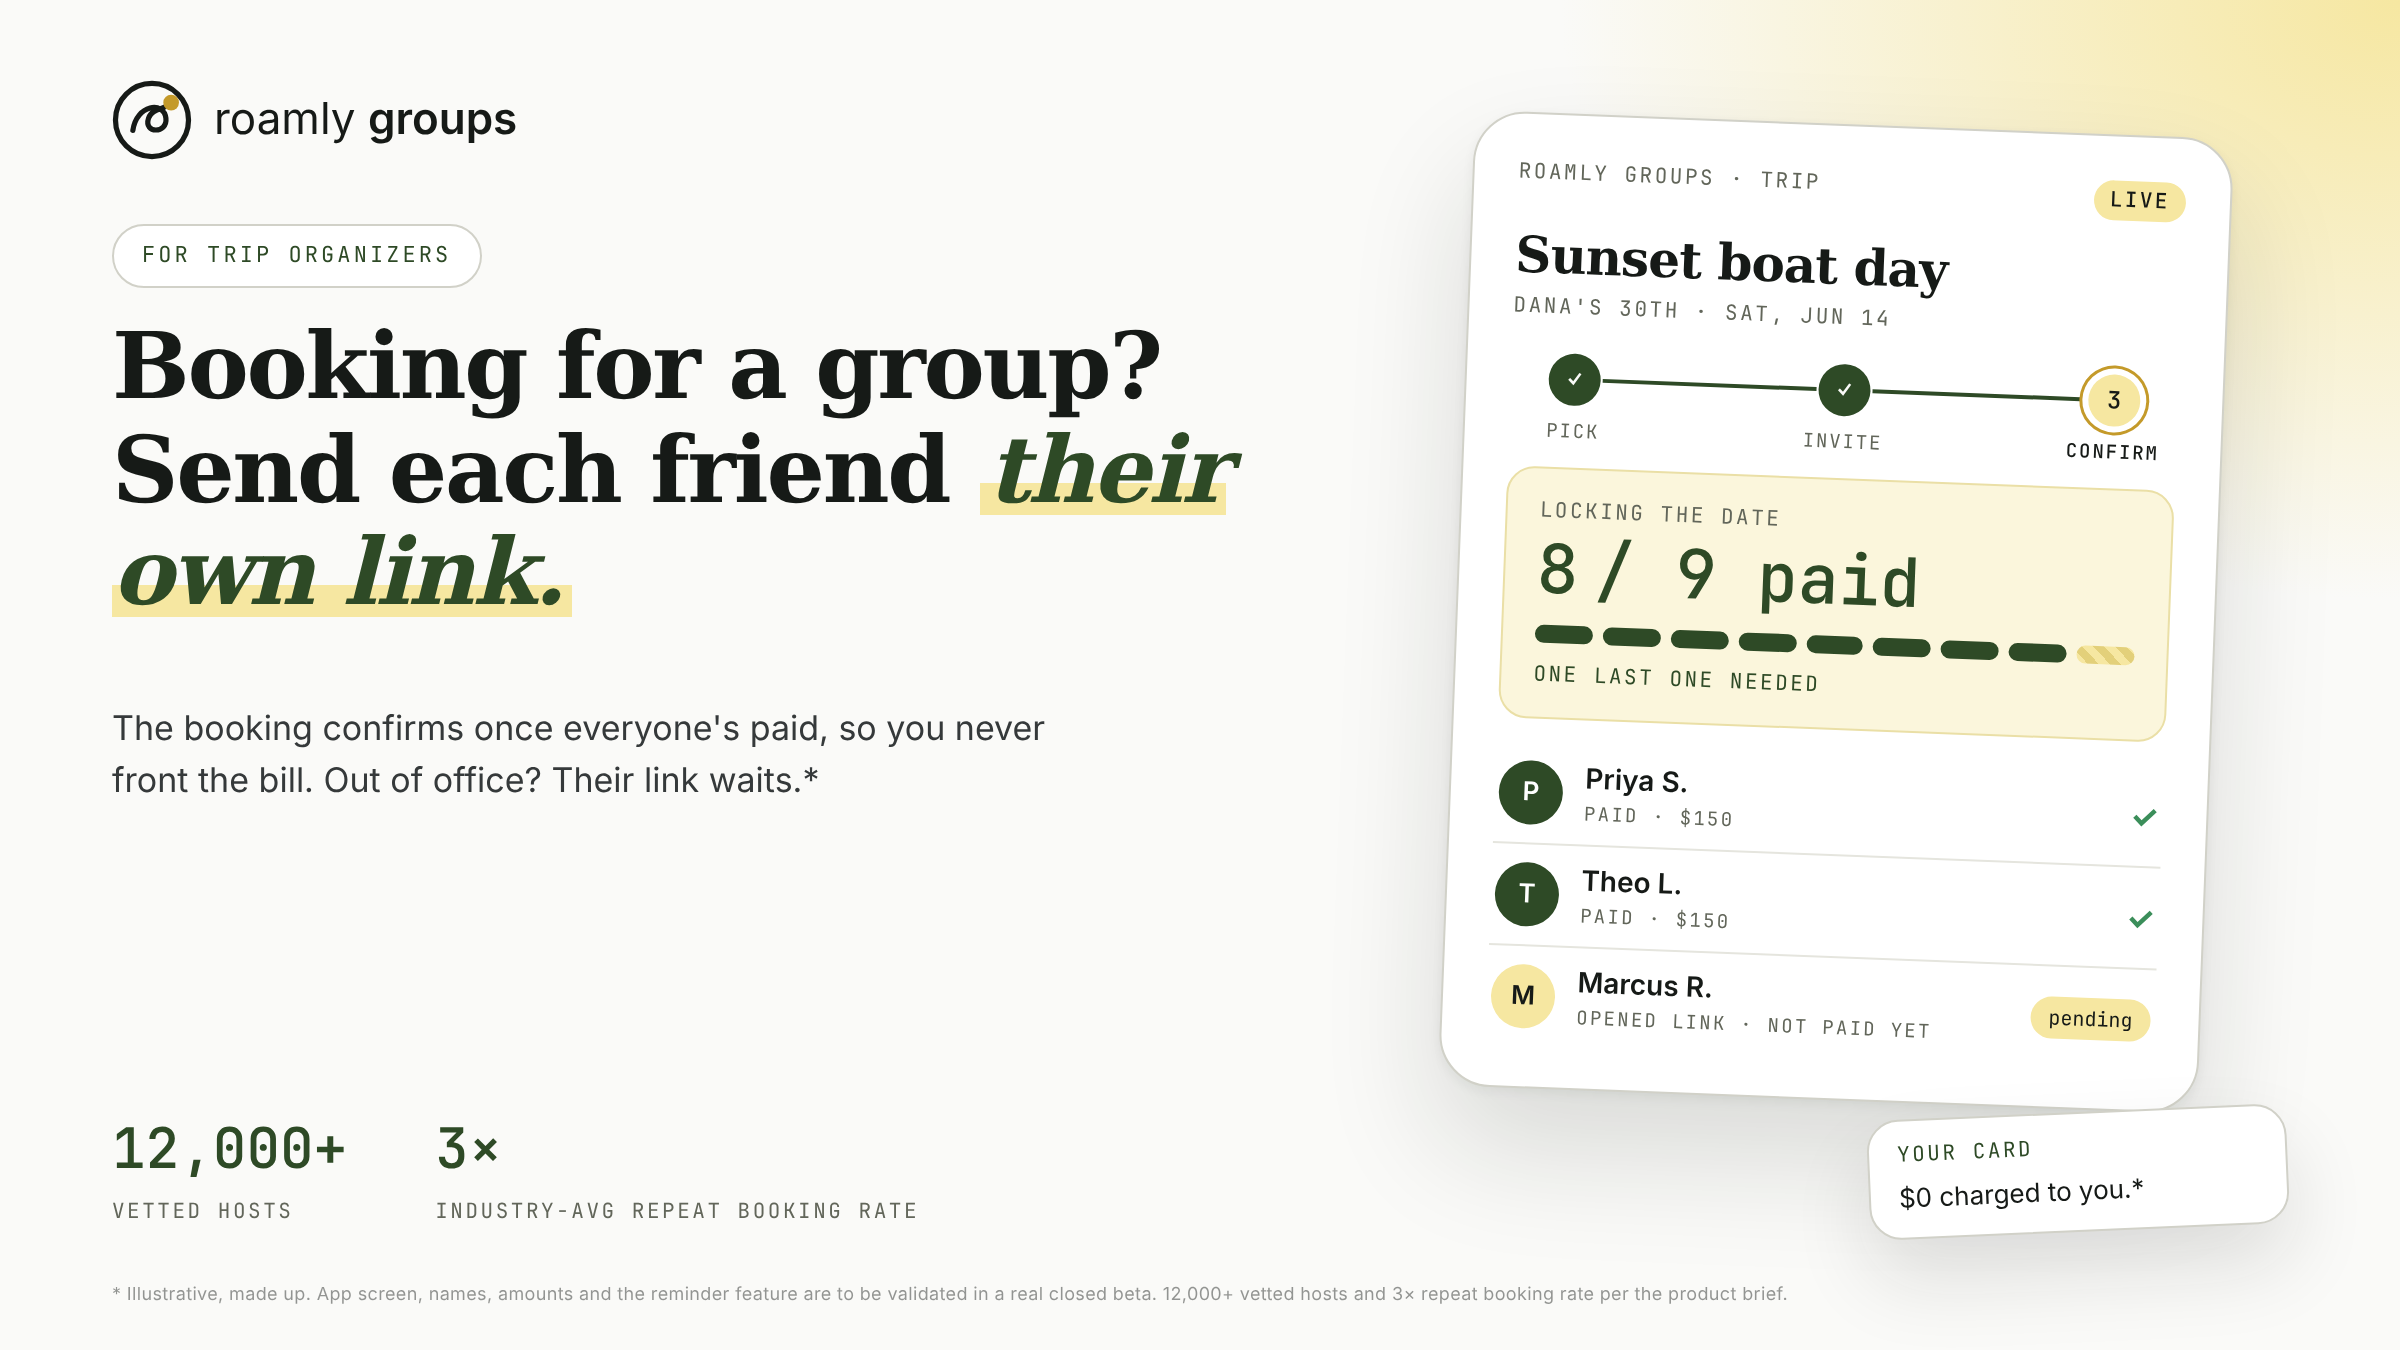 roamly groups
FOR TRIP ORGANIZERS
Booking for a group?
Send each friend their
own link.
The booking confirms once everyone's paid, so you never
front the bill. Out of office? Their link waits.*
12,000+
VETTED HOSTS
3×
INDUSTRY-AVG REPEAT BOOKING RATE
ROAMLY GROUPS · TRIP
LIVE
Sunset boat day
DANA'S 30TH · SAT, JUN 14
PICK
INVITE
3
CONFIRM
LOCKING THE DATE
8 / 9 paid
ONE LAST ONE NEEDED
P
Priya S.
PAID · $150
T
Theo L.
PAID · $150
M
Marcus R.
OPENED LINK · NOT PAID YET
pending
YOUR CARD
$0 charged to you.*
* Illustrative, made up. App screen, names, amounts and the reminder feature are to be validated in a real closed beta. 12,000+ vetted hosts and 3× repeat booking rate per the product brief.